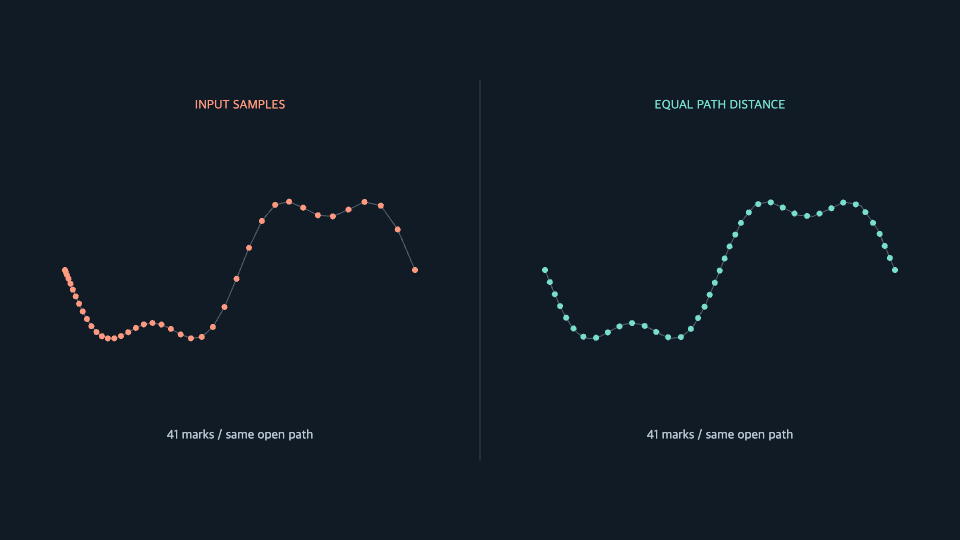 INPUT SAMPLES
EQUAL PATH DISTANCE
41 marks / same open path
41 marks / same open path